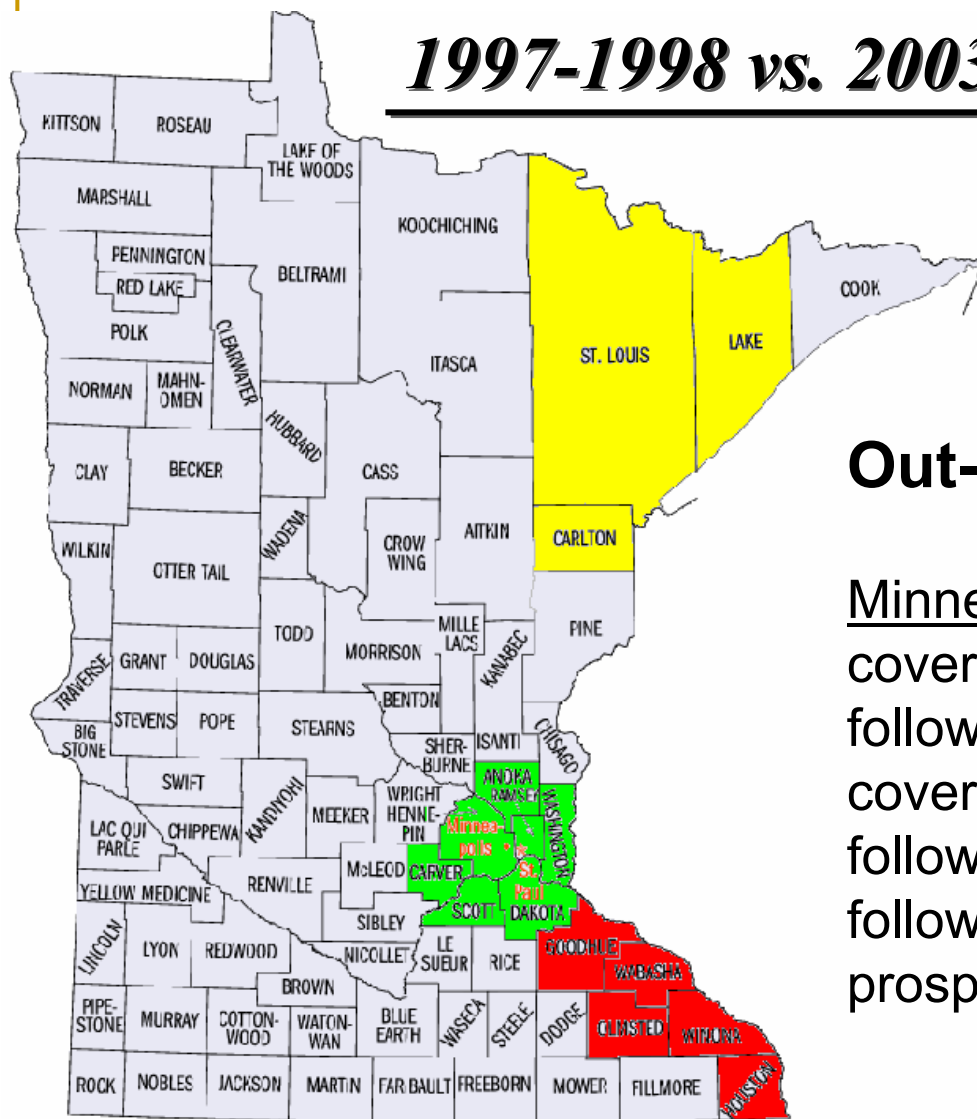 1997-1998 vs. 2003
KITTSON
ROSEAU
LAKE OF
THE WOODS
MARSHALL
KOOCHICHING
PENNINGTON
RED LAKE
BELTRAMI
POLK
CLEARWATER
COOK
ST. LOUIS
LAKE
ITASCA
NORMAN
MAHN-
OMEN
HUBBARD
CLAY
BECKER
CASS
Out-
WADENA
AITKIN
CARLTON
WILKIN
CROW
WING
OTTER TAIL
Minne
TODD
MILLE
LACS
PINE
KANABEC
MORRISON
cover
TRAVERSE
GRANT
DOUGLAS
BENTON
STEVENS
POPE
STEARNS
CHISAGO
follow
BIG
STONE
SHER-
BURNE
ISANTI
SWIFT
ANOKA
RAMSEY
cover
KANDIYOHI
MEEKER
WRIGHT
HENNE-
PIN
WASHINGTON
LAC QUI
PARLE
CHIPPEWA
Minnea-
polis
follow
McLEOD
CARVER
St.
Paul
YELLOW MEDICINE
RENVILLE
SCOTT
DAKOTA
follow
SIBLEY
LINCOLN
LYON
REDWOOD
NICOLLET
LE
SUEUR
RICE
GOODHUE
WABASHA
prosp
BROWN
PIPE-
STONE
MURRAY
COTTON-
WOOD
WATON-
WAN
BLUE
EARTH
WASECA
STEELE
DODGE
OLMSTED
WINONA
ROCK
NOBLES
JACKSON
MARTIN
FAR BAULT
FREEBORN
MOWER
FILLMORE
HOUSTON